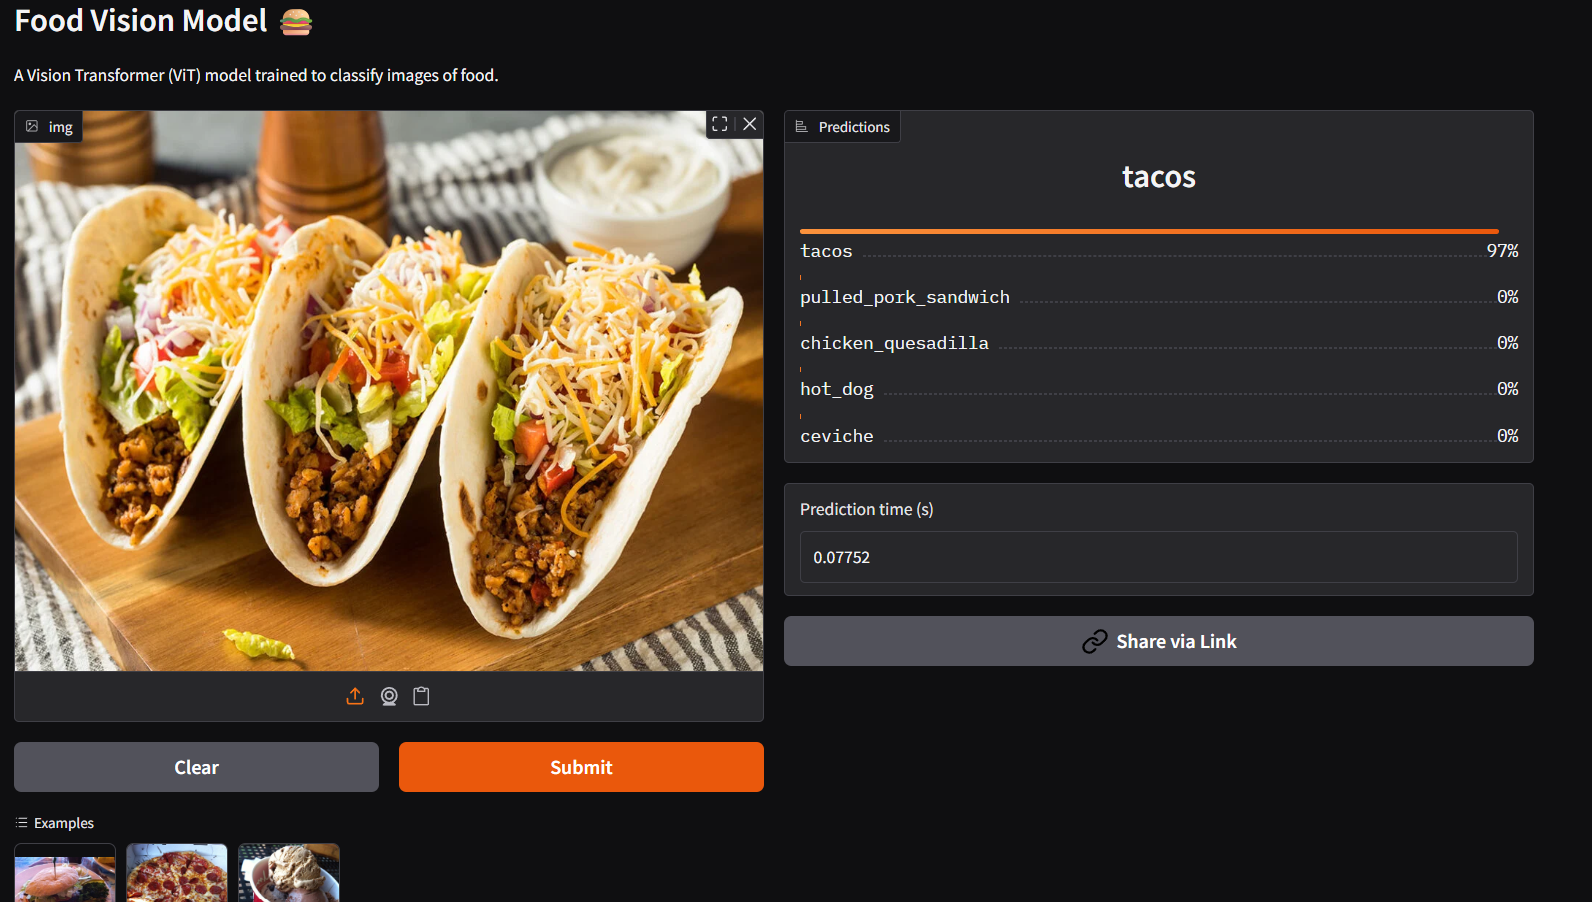 Food Vision Model 🍔
A Vision Transformer (ViT) model trained to classify images of food.
img
Predictions
tacos
tacos 97%
pulled_pork_sandwich 0%
chicken_quesadilla 0%
hot_dog 0%
ceviche 0%
Prediction time (s)
0.07752
Share via Link
Clear
Submit
Examples